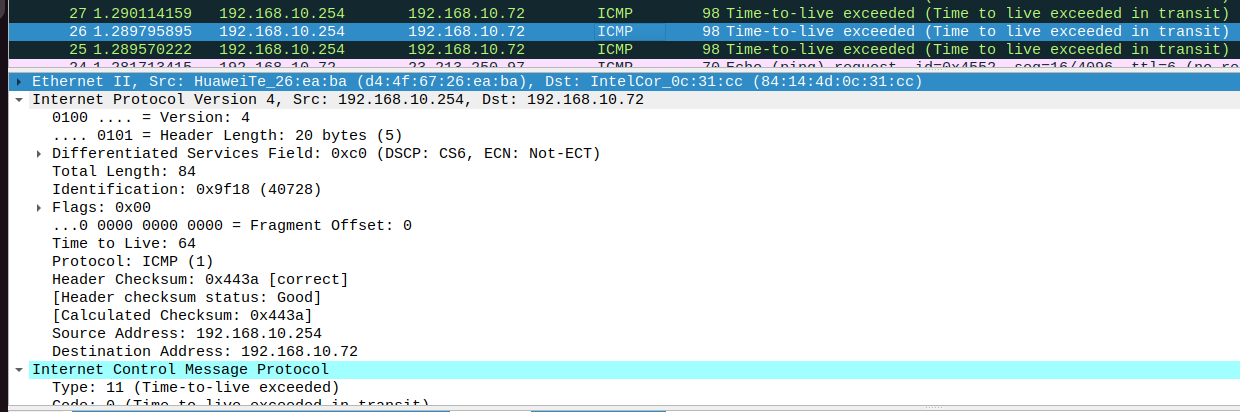 27 1.290114159 192.168.10.254 192.168.10.72 ICMP 98 Time-to-live exceeded (Time to live exceeded in transit)
26 1.289795895 192.168.10.254 192.168.10.72 ICMP 98 Time-to-live exceeded (Time to live exceeded in transit)
25 1.289570222 192.168.10.254 192.168.10.72 ICMP 98 Time-to-live exceeded (Time to live exceeded in transit)
24 1.281713415 192.168.10.72 23.213.250.97 ICMP 70 Echo (ping) request id=0x4552, seq=16/4096, ttl=6 (no re
Ethernet II, Src: HuaweiTe_26:ea:ba (d4:4f:67:26:ea:ba), Dst: IntelCor_0c:31:cc (84:14:4d:0c:31:cc)
Internet Protocol Version 4, Src: 192.168.10.254, Dst: 192.168.10.72
0100 .... = Version: 4
.... 0101 = Header Length: 20 bytes (5)
Differentiated Services Field: 0xc0 (DSCP: CS6, ECN: Not-ECT)
Total Length: 84
Identification: 0x9f18 (40728)
Flags: 0x00
...0 0000 0000 0000 = Fragment Offset: 0
Time to Live: 64
Protocol: ICMP (1)
Header Checksum: 0x443a [correct]
[Header checksum status: Good]
[Calculated Checksum: 0x443a]
Source Address: 192.168.10.254
Destination Address: 192.168.10.72
Internet Control Message Protocol
Type: 11 (Time-to-live exceeded)
Code: 0 (Time to live exceeded in transit)